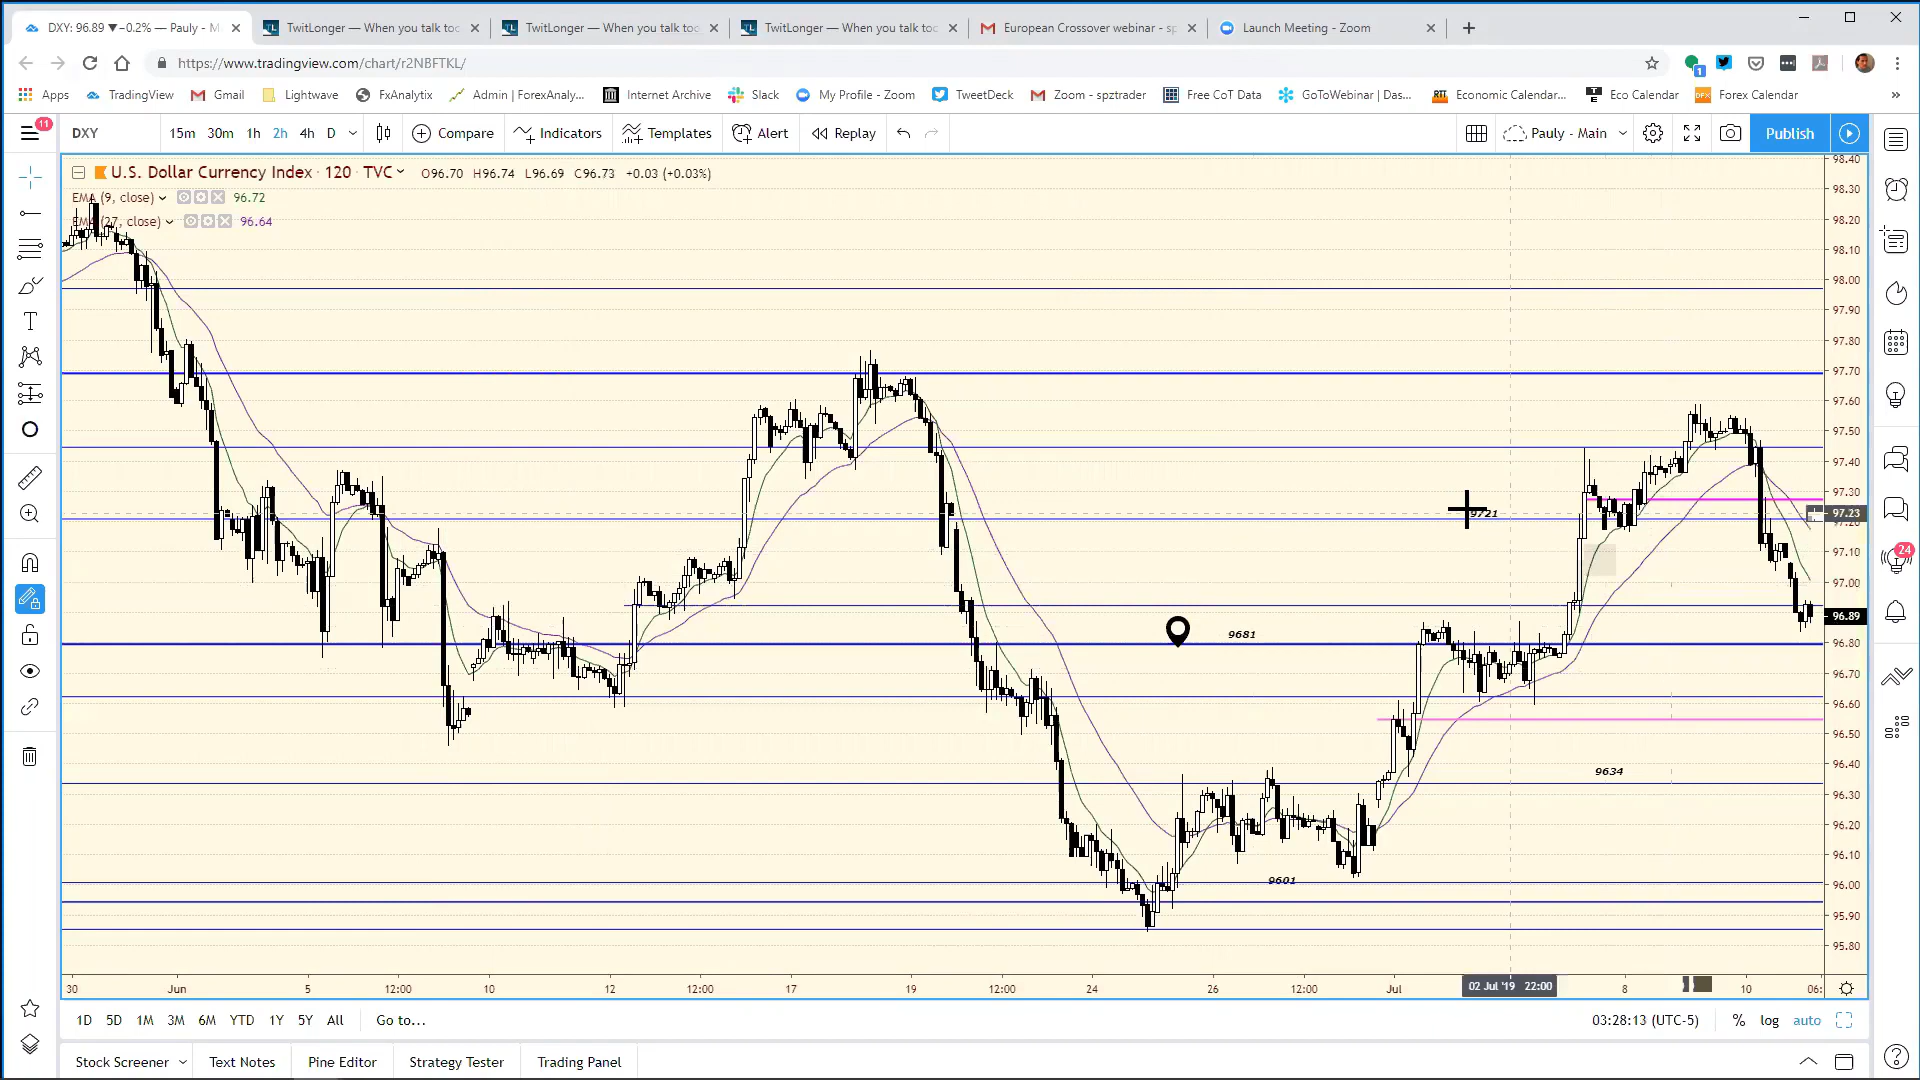 DXY: 96.89 ▼−0.2% — Pauly - M
TwitLonger — When you talk too
TwitLonger — When you talk too
TwitLonger — When you talk too
European Crossover webinar - sp
Launch Meeting - Zoom
https://www.tradingview.com/chart/r2NBFTKL/
1
Apps
TradingView
Gmail
Lightwave
FxAnalytix
Admin | ForexAnaly...
Internet Archive
Slack
My Profile - Zoom
TweetDeck
Zoom - spztrader
Free CoT Data
GoToWebinar | Das...
Economic Calendar...
Eco Calendar
Forex Calendar
»
11
DXY
15m 30m 1h 2h 4h D
Compare
Indicators
Templates
Alert
Replay
Pauly - Main
Publish
U.S. Dollar Currency Index · 120 · TVC
O96.70 H96.74 L96.69 C96.73 +0.03 (+0.03%)
EMA (9, close) 96.72
EMA (27, close) 96.64
98.40
98.30
98.20
98.10
98.00
97.90
97.80
97.70
97.60
97.50
97.40
97.30
9721
97.23
97.20
97.10
97.00
96.89
9681
96.80
96.70
96.60
96.50
9634
96.40
96.30
96.20
96.10
9601
96.00
95.90
95.80
24
30 Jun 5 12:00 10 12 12:00 17 19 12:00 24 26 12:00 Jul 02 Jul '19 22:00 8 10 06:
1D 5D 1M 3M 6M YTD 1Y 5Y All Go to...
03:28:13 (UTC-5) % log auto
Stock Screener Text Notes Pine Editor Strategy Tester Trading Panel